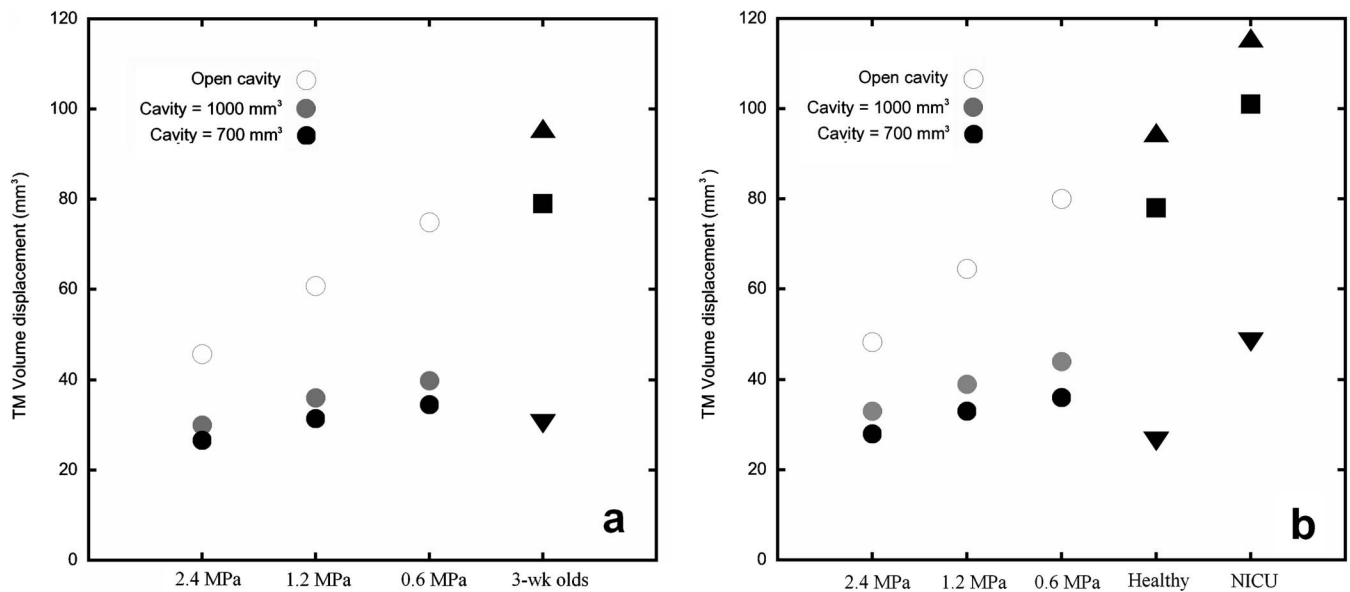 120
100
80
60
40
20
0
TM Volume displacement (mm³)
Open cavity
Cavity = 1000 mm³
Cavity = 700 mm³
a
2.4 MPa 1.2 MPa 0.6 MPa 3-wk olds
120
100
80
60
40
20
0
TM Volume displacement (mm³)
Open cavity
Cavity = 1000 mm³
Cavity = 700 mm³
b
2.4 MPa 1.2 MPa 0.6 MPa Healthy NICU